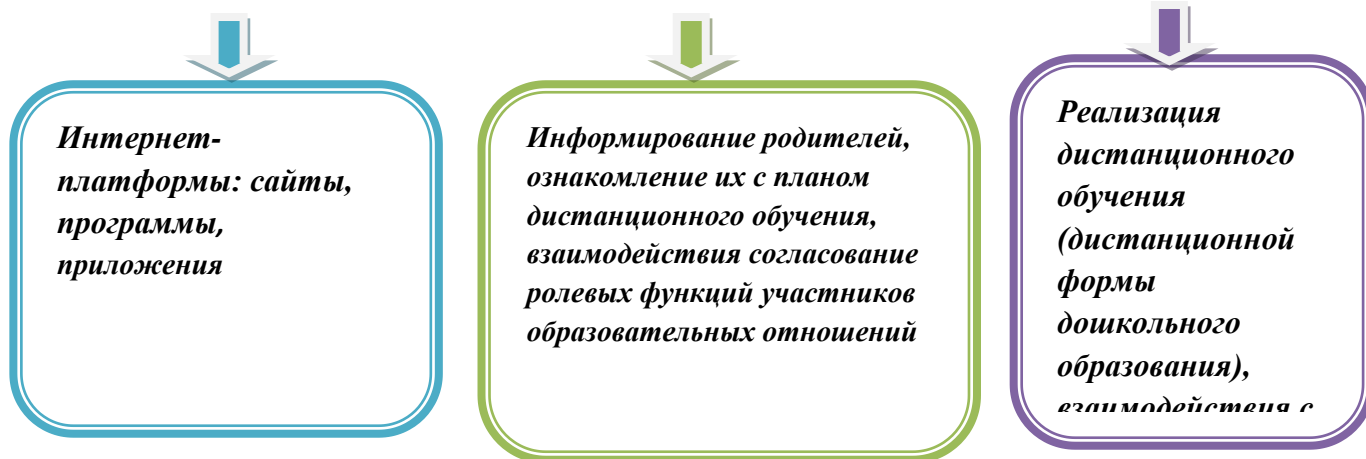 Интернет-
платформы: сайты,
программы,
приложения
Информирование родителей,
ознакомление их с планом
дистанционного обучения,
взаимодействия согласование
ролевых функций участников
образовательных отношений
Реализация
дистанционного
обучения
(дистанционной
формы
дошкольного
образования),
взаимодействия с